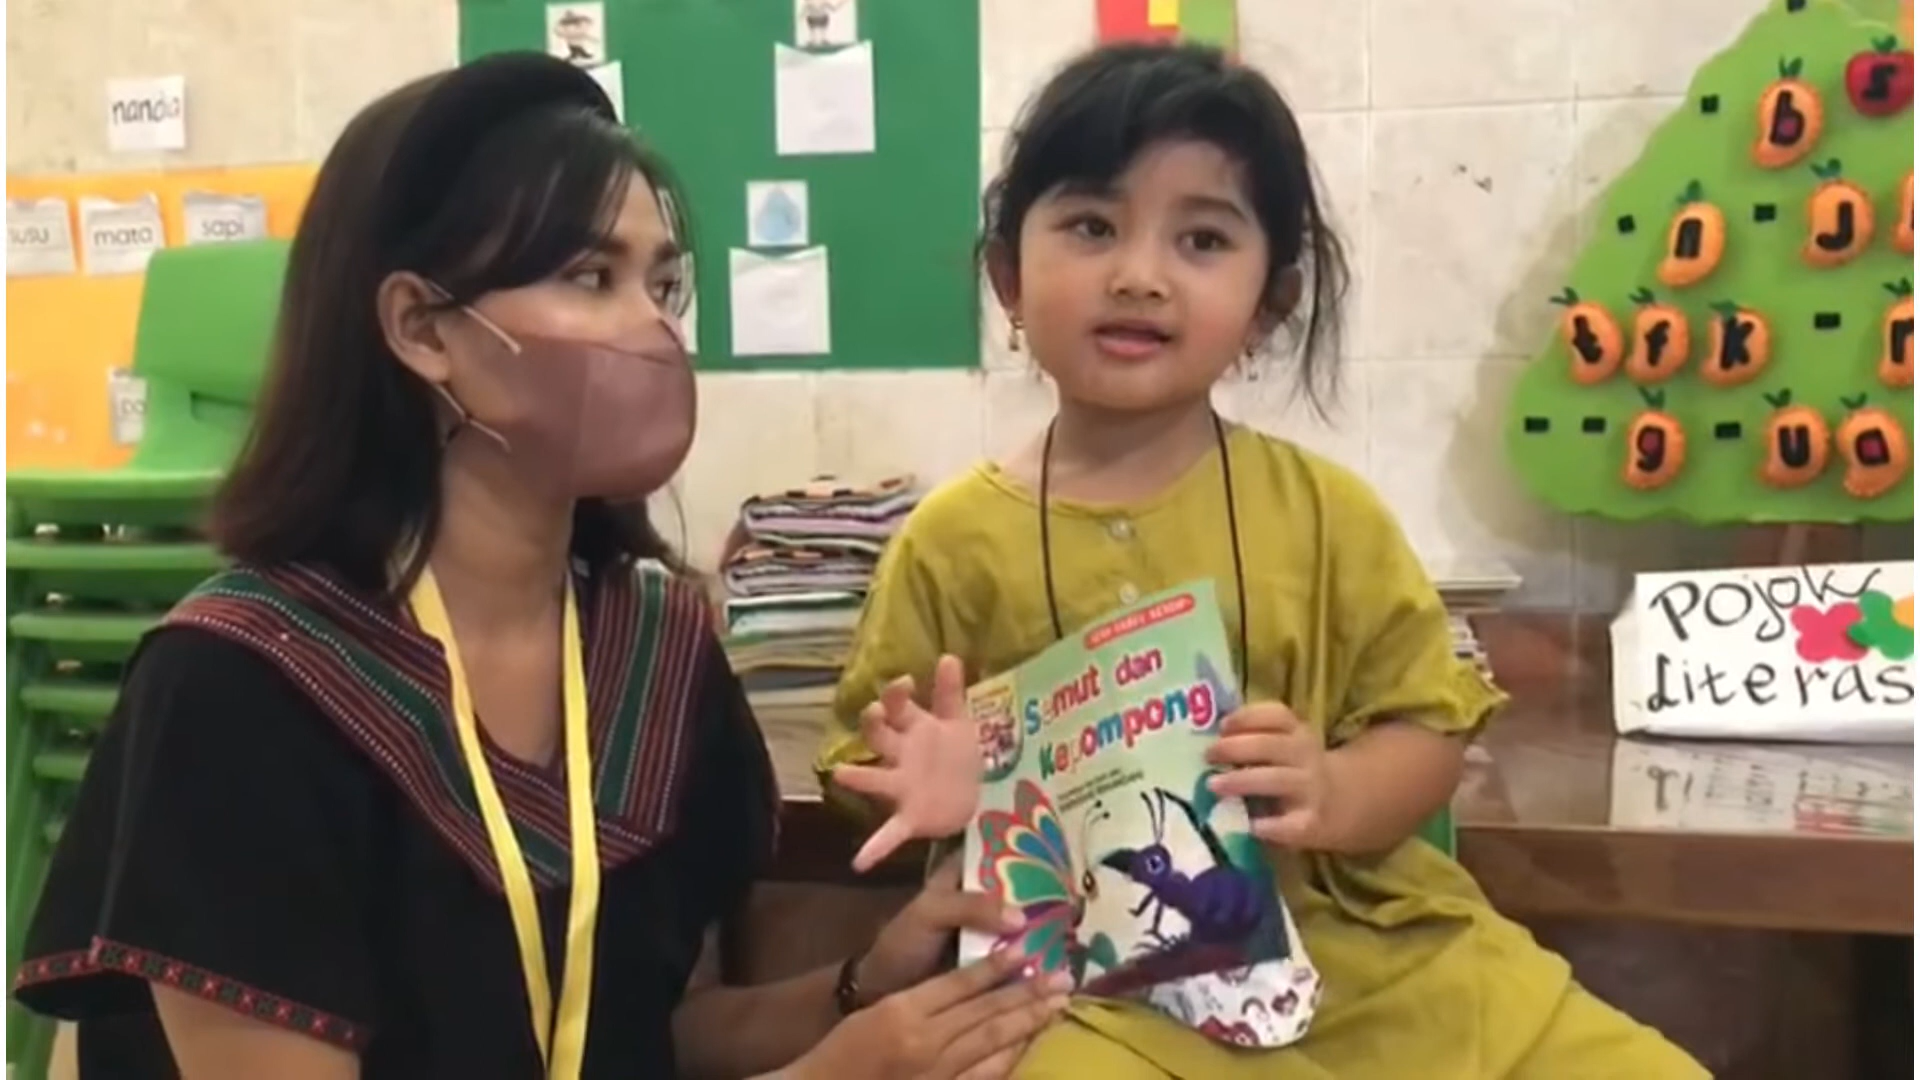 nanda
susu
mata
sapi
Semut dan
Kepompong
b
s
n
J
t f k
r
g
u a
Pojok
Literas